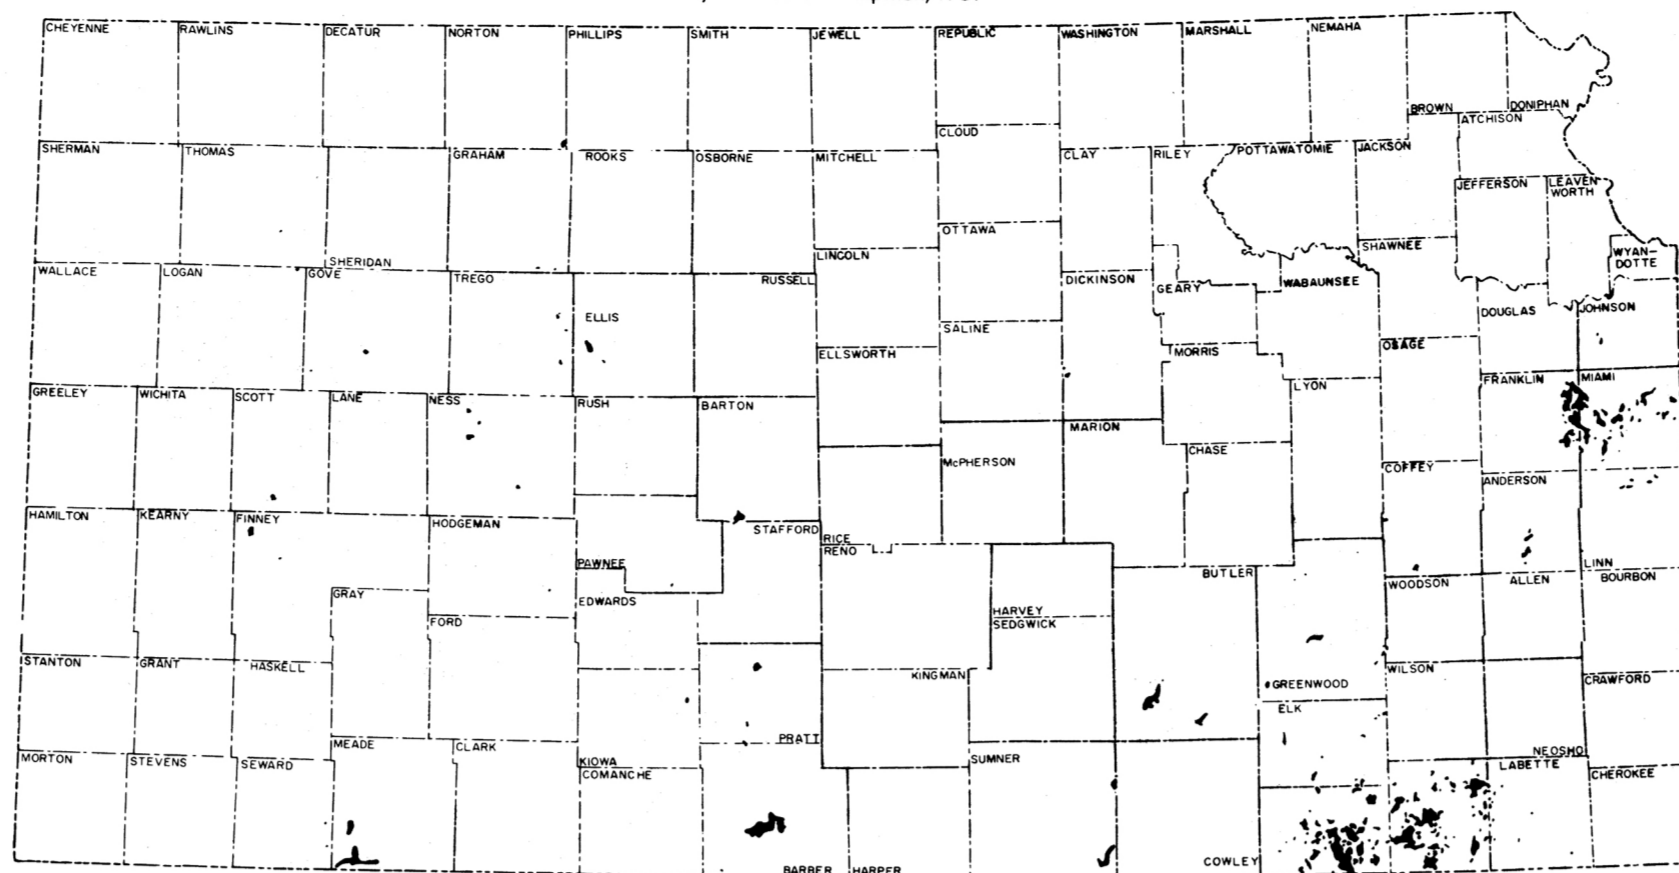 CHEYENNE RAWLINS DECATUR NORTON PHILLIPS SMITH JEWELL REPUBLIC WASHINGTON MARSHALL NEMAHA
BROWN DONIPHAN
ATCHISON
CLOUD
SHERMAN THOMAS GRAHAM ROOKS OSBORNE MITCHELL CLAY RILEY POTTAWATOMIE JACKSON
JEFFERSON LEAVEN
WORTH
OTTAWA
SHAWNEE
WYAN-
DOTTE
SHERIDAN
LINCOLN
WALLACE LOGAN GOVE TREGO RUSSELL DICKINSON GEARY WABAUNSEE
ELLIS
DOUGLAS JOHNSON
SALINE
ELLSWORTH MORRIS OSAGE
GREELEY WICHITA SCOTT LANE NESS RUSH BARTON LYON FRANKLIN MIAMI
MARION
McPHERSON CHASE COFFEY ANDERSON
HAMILTON KEARNY FINNEY HODGEMAN STAFFORD
RICE
RENO
PAWNEE BUTLER WOODSON ALLEN LINN
BOURBON
GRAY EDWARDS HARVEY
FORD SEDGWICK
STANTON GRANT HASKELL KINGMAN GREENWOOD WILSON CRAWFORD
ELK
MEADE CLARK PRATT NEOSHO
MORTON STEVENS SEWARD KIOWA SUMNER LABETTE
COMANCHE CHEROKEE
BARBER HARPER COWLEY